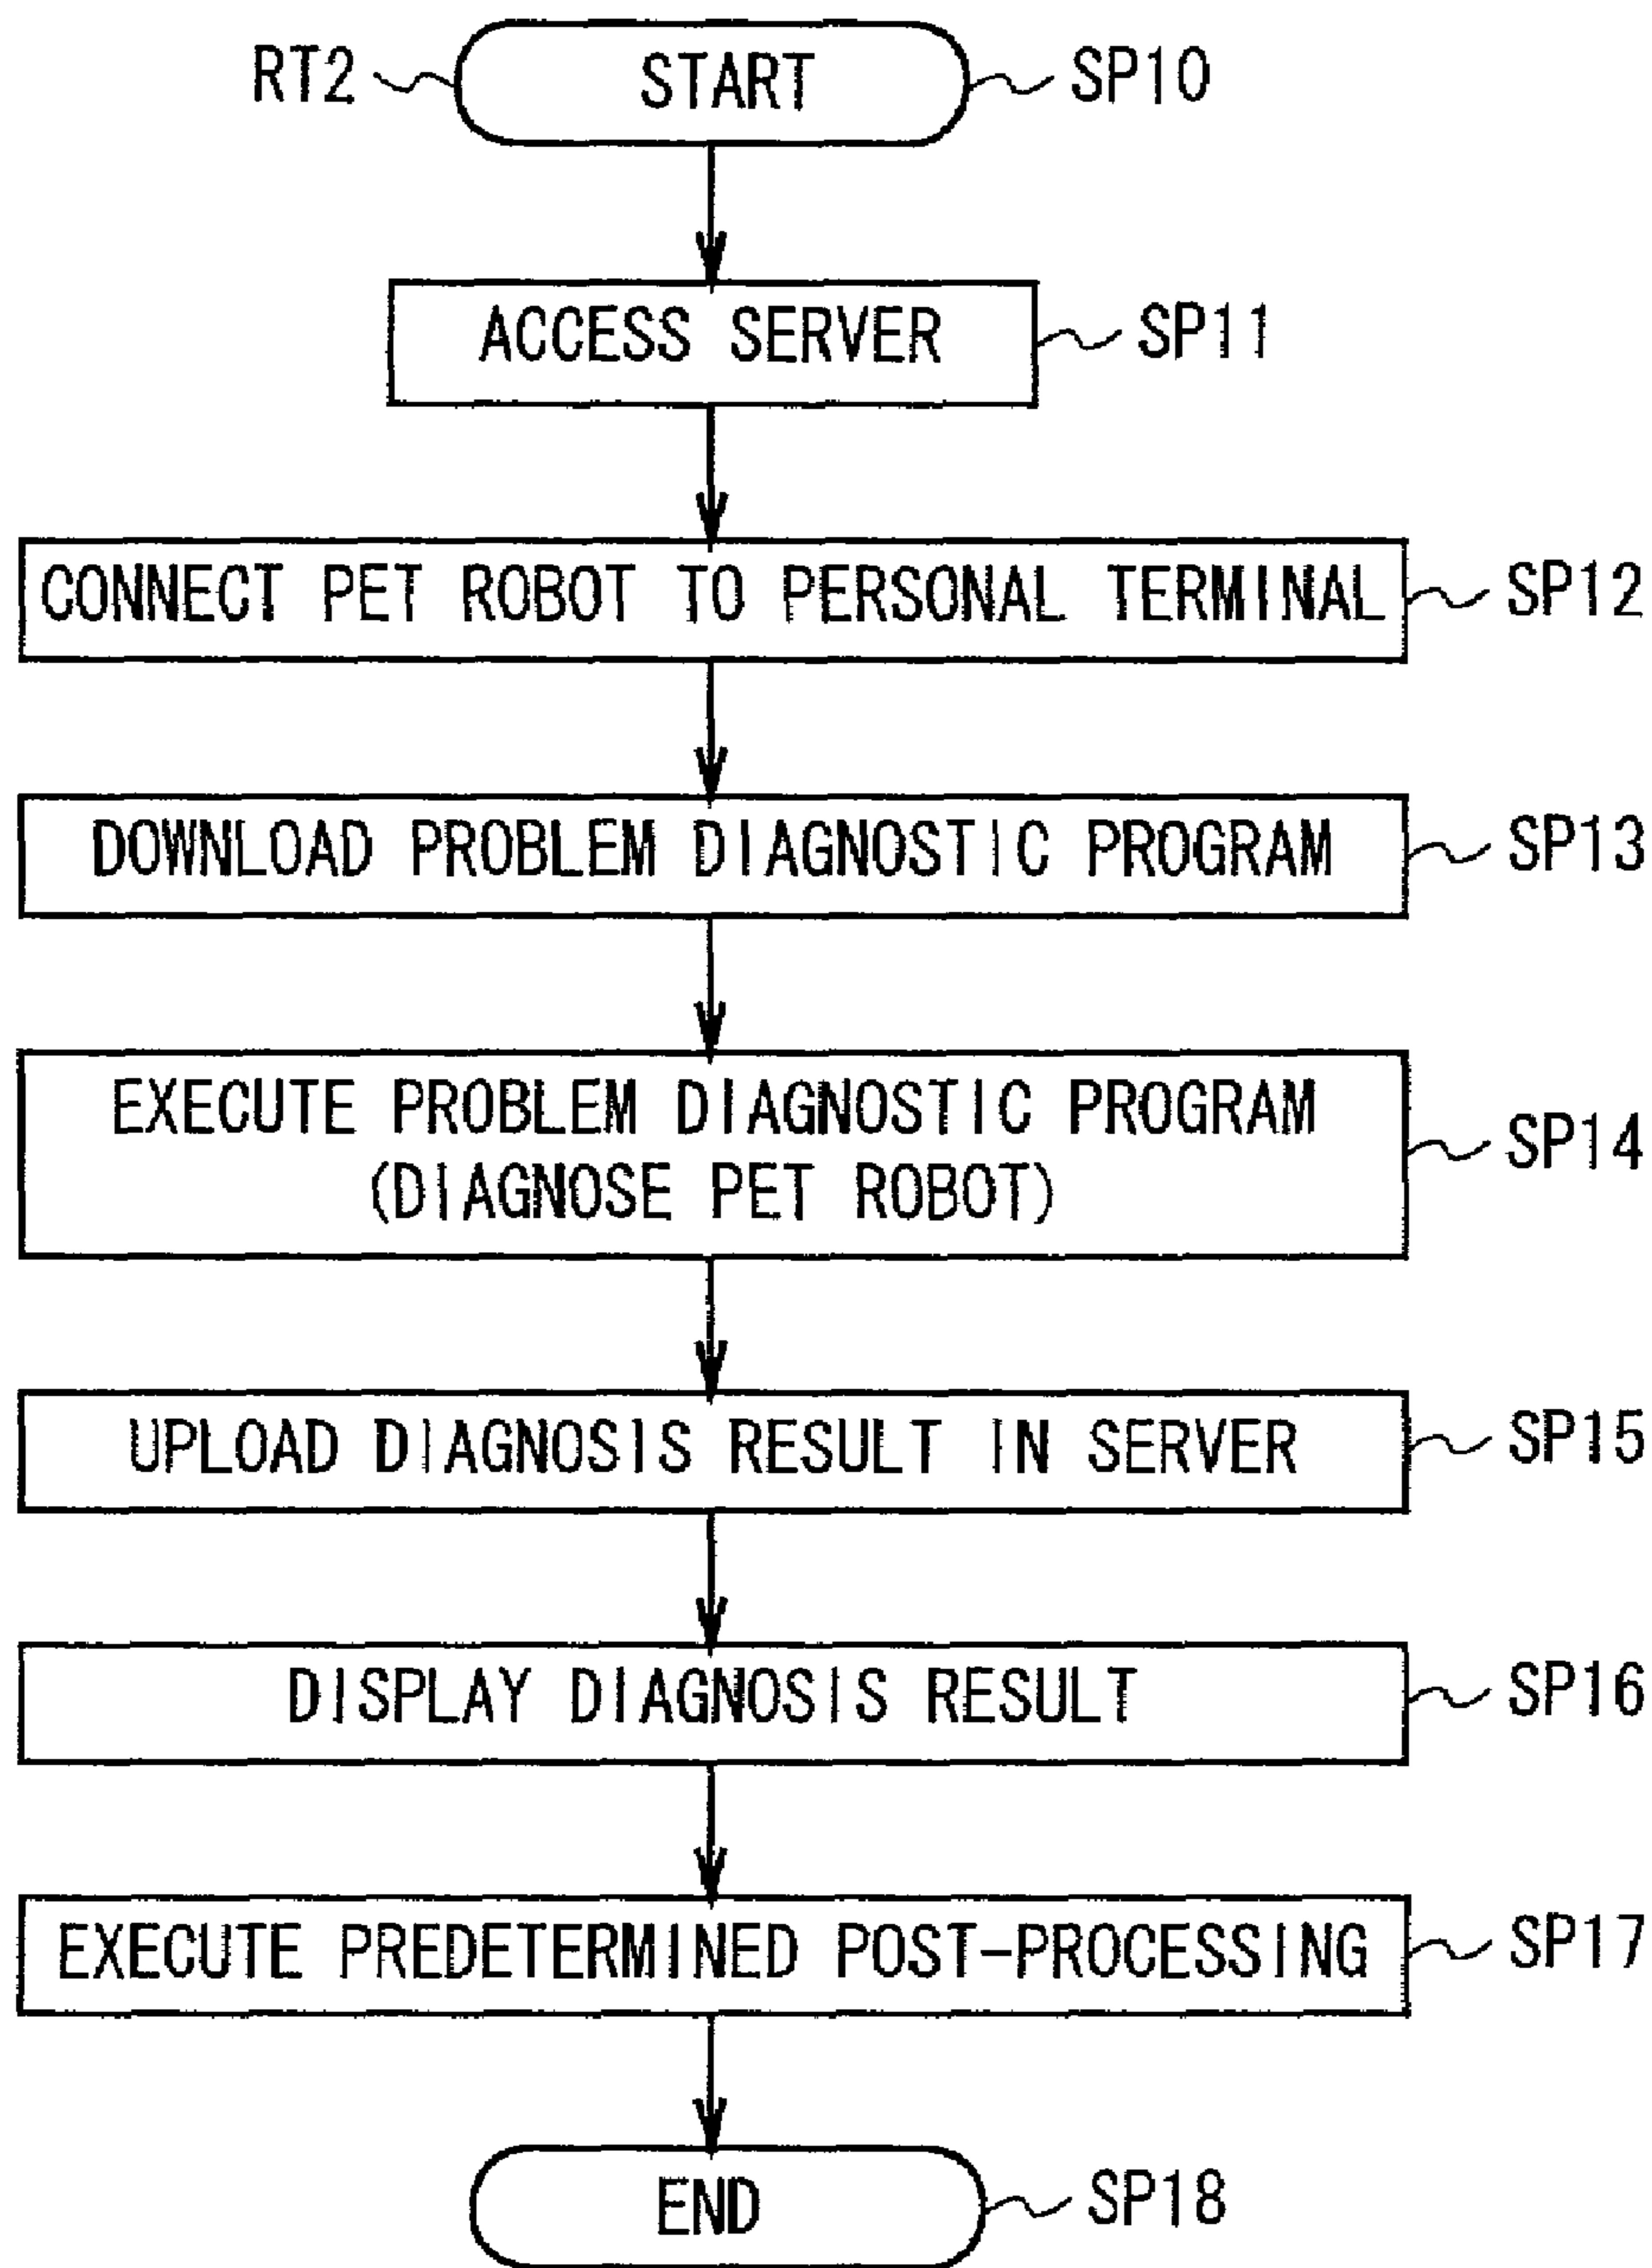 RT2 START SP10
ACCESS SERVER SP11
CONNECT PET ROBOT TO PERSONAL TERMINAL SP12
DOWNLOAD PROBLEM DIAGNOSTIC PROGRAM SP13
EXECUTE PROBLEM DIAGNOSTIC PROGRAM
(DIAGNOSE PET ROBOT) SP14
UPLOAD DIAGNOSIS RESULT IN SERVER SP15
DISPLAY DIAGNOSIS RESULT SP16
EXECUTE PREDETERMINED POST-PROCESSING SP17
END SP18